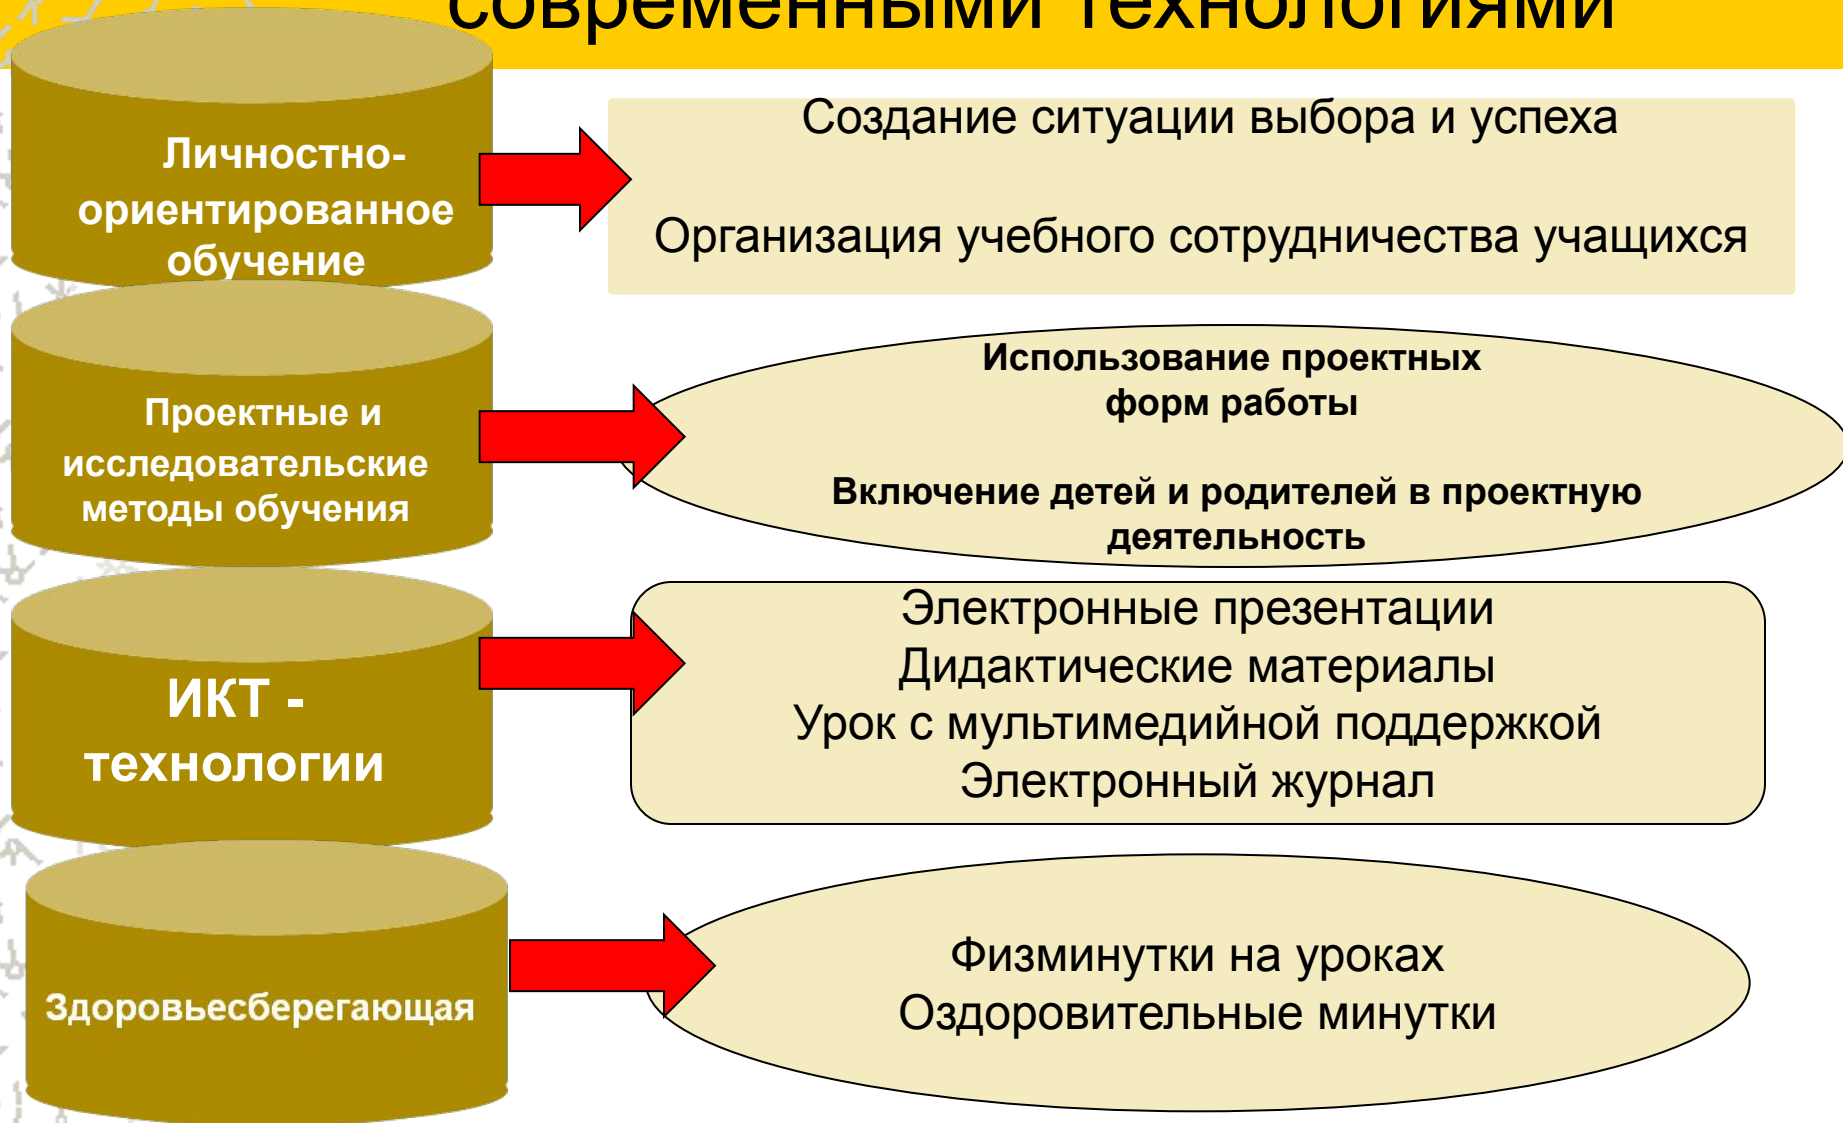 современными технологиями
Личностно-
ориентированное
обучение
Создание ситуации выбора и успеха
Организация учебного сотрудничества учащихся
Проектные и
исследовательские
методы обучения
Использование проектных
форм работы
Включение детей и родителей в проектную
деятельность
ИКТ -
технологии
Электронные презентации
Дидактические материалы
Урок с мультимедийной поддержкой
Электронный журнал
Здоровьесберегающая
Физминутки на уроках
Оздоровительные минутки